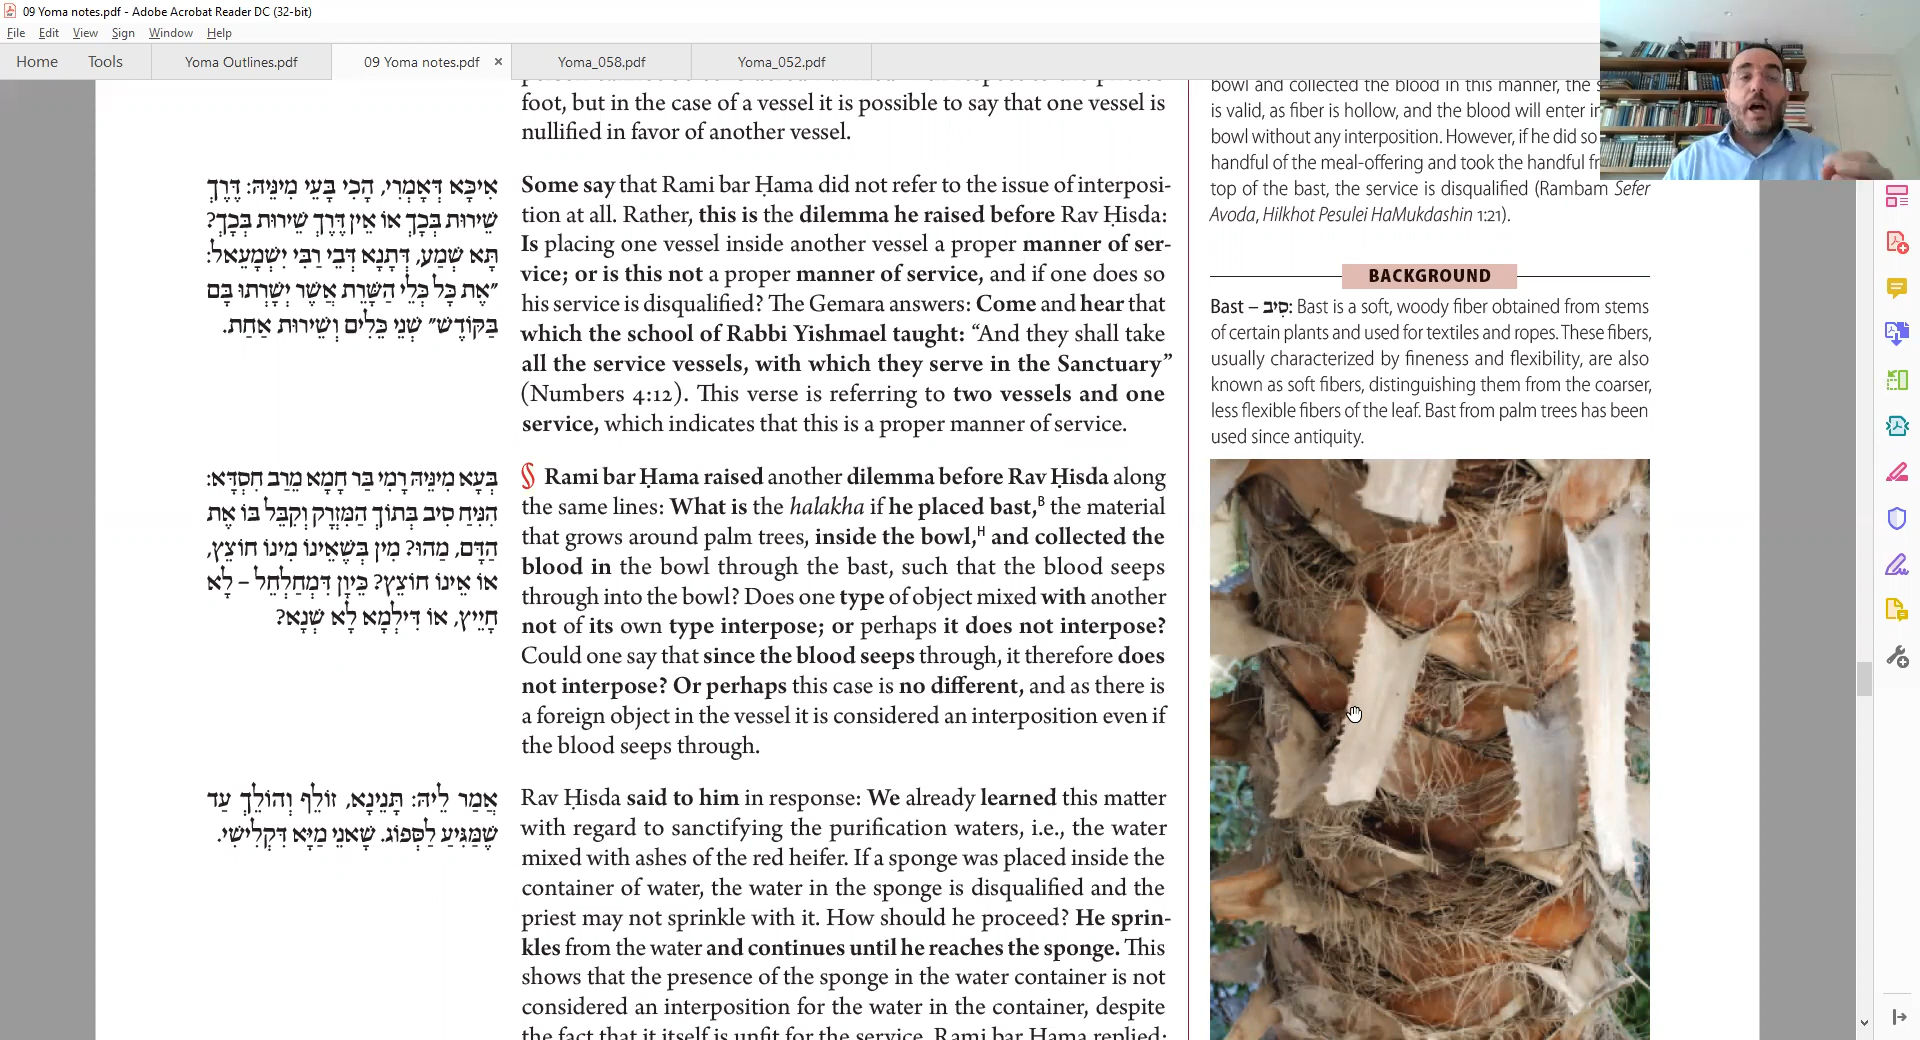 09 Yoma notes.pdf - Adobe Acrobat Reader DC (32-bit)
File Edit View Sign Window Help
Home Tools Yoma Outlines.pdf 09 Yoma notes.pdf × Yoma_058.pdf Yoma_052.pdf
foot, but in the case of a vessel it is possible to say that one vessel is
nullified in favor of another vessel.
אִיכָּא דְּאָמְרִי, הָכִי בָּעֵי מִינֵּיהּ: דֶּרֶךְ
שֵׁירוּת בְּכָךְ אוֹ אֵין דֶּרֶךְ שֵׁירוּת בְּכָךְ?
תָּא שְׁמַע, דְּתָנָא דְּבֵי רַבִּי יִשְׁמָעֵאל:
״אֶת כָּל כְּלֵי הַשָּׁרֵת אֲשֶׁר יְשָׁרְתוּ בָּם
בַּקּוֹדֶשׁ״ שְׁנֵי כֵּלִים וְשֵׁירוּת אַחַת.
Some say that Rami bar Ḥama did not refer to the issue of interposi-
tion at all. Rather, this is the dilemma he raised before Rav Ḥisda:
Is placing one vessel inside another vessel a proper manner of ser-
vice; or is this not a proper manner of service, and if one does so
his service is disqualified? The Gemara answers: Come and hear that
which the school of Rabbi Yishmael taught: “And they shall take
all the service vessels, with which they serve in the Sanctuary”
(Numbers 4:12). This verse is referring to two vessels and one
service, which indicates that this is a proper manner of service.
בְּעָא מִינֵּיהּ רָמִי בַּר חָמָא מֵרַב חִסְדָּא:
הִנִּיחַ סִיב בְּתוֹךְ הַמִּזְרָק וְקִבֵּל בּוֹ אֶת
הַדָּם, מַהוּ? מִין בְּשֶׁאֵינוֹ מִינוֹ חוֹצֵץ,
אוֹ אֵינוֹ חוֹצֵץ? כֵּיוָן דִּמְחַלְחֵל – לָא
חָיֵיץ, אוֹ דִּילְמָא לָא שְׁנָא?
§ Rami bar Ḥama raised another dilemma before Rav Ḥisda along
the same lines: What is the halakha if he placed bast,B the material
that grows around palm trees, inside the bowl,H and collected the
blood in the bowl through the bast, such that the blood seeps
through into the bowl? Does one type of object mixed with another
not of its own type interpose; or perhaps it does not interpose?
Could one say that since the blood seeps through, it therefore does
not interpose? Or perhaps this case is no different, and as there is
a foreign object in the vessel it is considered an interposition even if
the blood seeps through.
אֲמַר לֵיהּ: תָּנֵינָא, זוֹלֵף וְהוֹלֵךְ עַד
שֶׁמַּגִּיעַ לַסְּפוֹג. שָׁאנֵי מַיָּא דִּקְלִישִׁי.
Rav Ḥisda said to him in response: We already learned this matter
with regard to sanctifying the purification waters, i.e., the water
mixed with ashes of the red heifer. If a sponge was placed inside the
container of water, the water in the sponge is disqualified and the
priest may not sprinkle with it. How should he proceed? He sprin-
kles from the water and continues until he reaches the sponge. This
shows that the presence of the sponge in the water container is not
considered an interposition for the water in the container, despite
the fact that it itself is unfit for the service. Rami bar Hama replied:
bowl and collected the blood in this manner, the
is valid, as fiber is hollow, and the blood will enter
bowl without any interposition. However, if he did so
handful of the meal-offering and took the handful
top of the bast, the service is disqualified (Rambam Sefer
Avoda, Hilkhot Pesulei HaMukdashin 1:21).
BACKGROUND
Bast – סִיב: Bast is a soft, woody fiber obtained from stems
of certain plants and used for textiles and ropes. These fibers,
usually characterized by fineness and flexibility, are also
known as soft fibers, distinguishing them from the coarser,
less flexible fibers of the leaf. Bast from palm trees has been
used since antiquity.